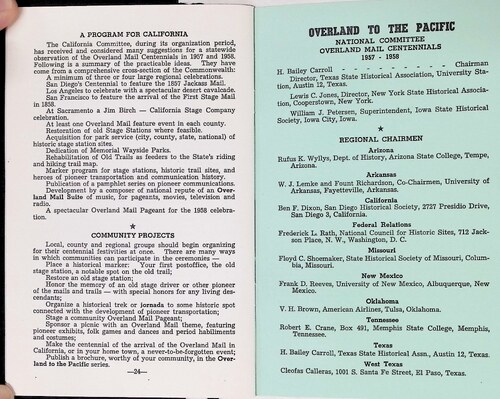 A PROGRAM FOR CALIFORNIA
The California Committee, during its organization period,
has received and considered many suggestions for a statewide
observation of the Overland Mail Centennials in 1957 and 1958.
Following is a summary of the practicable ideas. They have
come from a comprehensive cross-section of the Commonwealth:
A minimum of three or four large regional celebrations.
San Diego's Centennial to feature the 1857 Jackass Mail.
Los Angeles to celebrate with a spectacular desert cavalcade.
San Francisco to feature the arrival of the First Stage Mail
in 1858.
At Sacramento a Jim Birch — California Stage Company
celebration.
At least one Overland Mail feature event in each county.
Restoration of old Stage Stations where feasible.
Acquisition for park service (city, county, state, national) of
historic stage station sites.
Dedication of Memorial Wayside Parks.
Rehabilitation of Old Trails as feeders to the State's riding
and hiking trail map.
Marker program for stage stations, historic trail sites, and
heroes of pioneer transportation and communication history.
Publication of a pamphlet series on pioneer communications.
Development by a composer of national repute of an Over-
land Mail Suite of music, for pageants, movies, television and
radio.
A spectacular Overland Mail Pageant for the 1958 celebra-
tion.
★
COMMUNITY PROJECTS
Local, county and regional groups should begin organizing
for their centennial festivities at once. There are many ways
in which communities can participate in the ceremonies —
Place a historical marker: Your first postoffice, the old
stage station, a notable spot on the old trail;
Restore an old stage station;
Honor the memory of an old stage driver or other pioneer
of the mails and trails — with special honors for any living des-
cendants;
Organize a historical trek or jornada to some historic spot
connected with the development of pioneer transportation;
Stage a community Overland Mail Pageant;
Sponsor a picnic with an Overland Mail theme, featuring
pioneer exhibits, folk games and dances and period habiliments
and costumes;
Make the centennial of the arrival of the Overland Mail in
California, or in your home town, a never-to-be-forgotten event;
Publish a brochure, worthy of your community, in the Over-
land to the Pacific series.
—24—
OVERLAND TO THE PACIFIC
NATIONAL COMMITTEE
OVERLAND MAIL CENTENNIALS
1957 - 1958
H. Bailey Carroll - - - - - - - - Chairman
Director, Texas State Historical Association, University Sta-
tion, Austin 12, Texas.
Lewis C. Jones, Director, New York State Historical Associa-
tion, Cooperstown, New York.
William J. Petersen, Superintendent, Iowa State Historical
Society, Iowa City, Iowa.
★
REGIONAL CHAIRMEN
Arizona
Rufus K. Wyllys, Dept. of History, Arizona State College, Tempe,
Arizona.
Arkansas
W. J. Lemke and Fount Richardson, Co-Chairmen, University of
Arkansas, Fayetteville, Arkansas.
California
Ben F. Dixon, San Diego Historical Society, 2727 Presidio Drive,
San Diego 3, California.
Federal Relations
Frederick L. Rath, National Council for Historic Sites, 712 Jack-
son Place, N. W., Washington, D. C.
Missouri
Floyd C. Shoemaker, State Historical Society of Missouri, Colum-
bia, Missouri.
New Mexico
Frank D. Reeves, University of New Mexico, Albuquerque, New
Mexico.
Oklahoma
V. H. Brown, American Airlines, Tulsa, Oklahoma.
Tennessee
Robert E. Crane, Box 491, Memphis State College, Memphis,
Tennessee.
Texas
H. Bailey Carroll, Texas State Historical Assn., Austin 12, Texas.
West Texas
Cleofas Calleras, 1001 S. Santa Fe Street, El Paso, Texas.